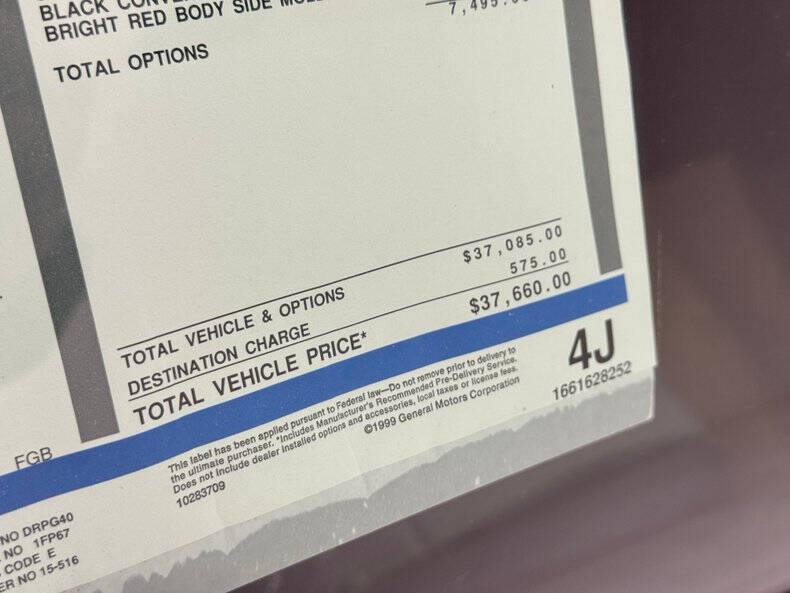 BLACK
BRIGHT RED BODY SIDE
TOTAL OPTIONS
TOTAL VEHICLE & OPTIONS $37,085.00
DESTINATION CHARGE 575.00
TOTAL VEHICLE PRICE* $37,660.00
This label has been applied pursuant to Federal law—Do not remove prior to delivery to
the ultimate purchaser. *Includes Manufacturer's Recommended Pre-Delivery Service.
Does not include dealer installed options and accessories, local taxes or license fees.
10283709 ©1999 General Motors Corporation
4J
1661628252
FGB
NO DRPG40
NO 1FP67
CODE E
NO 15-516